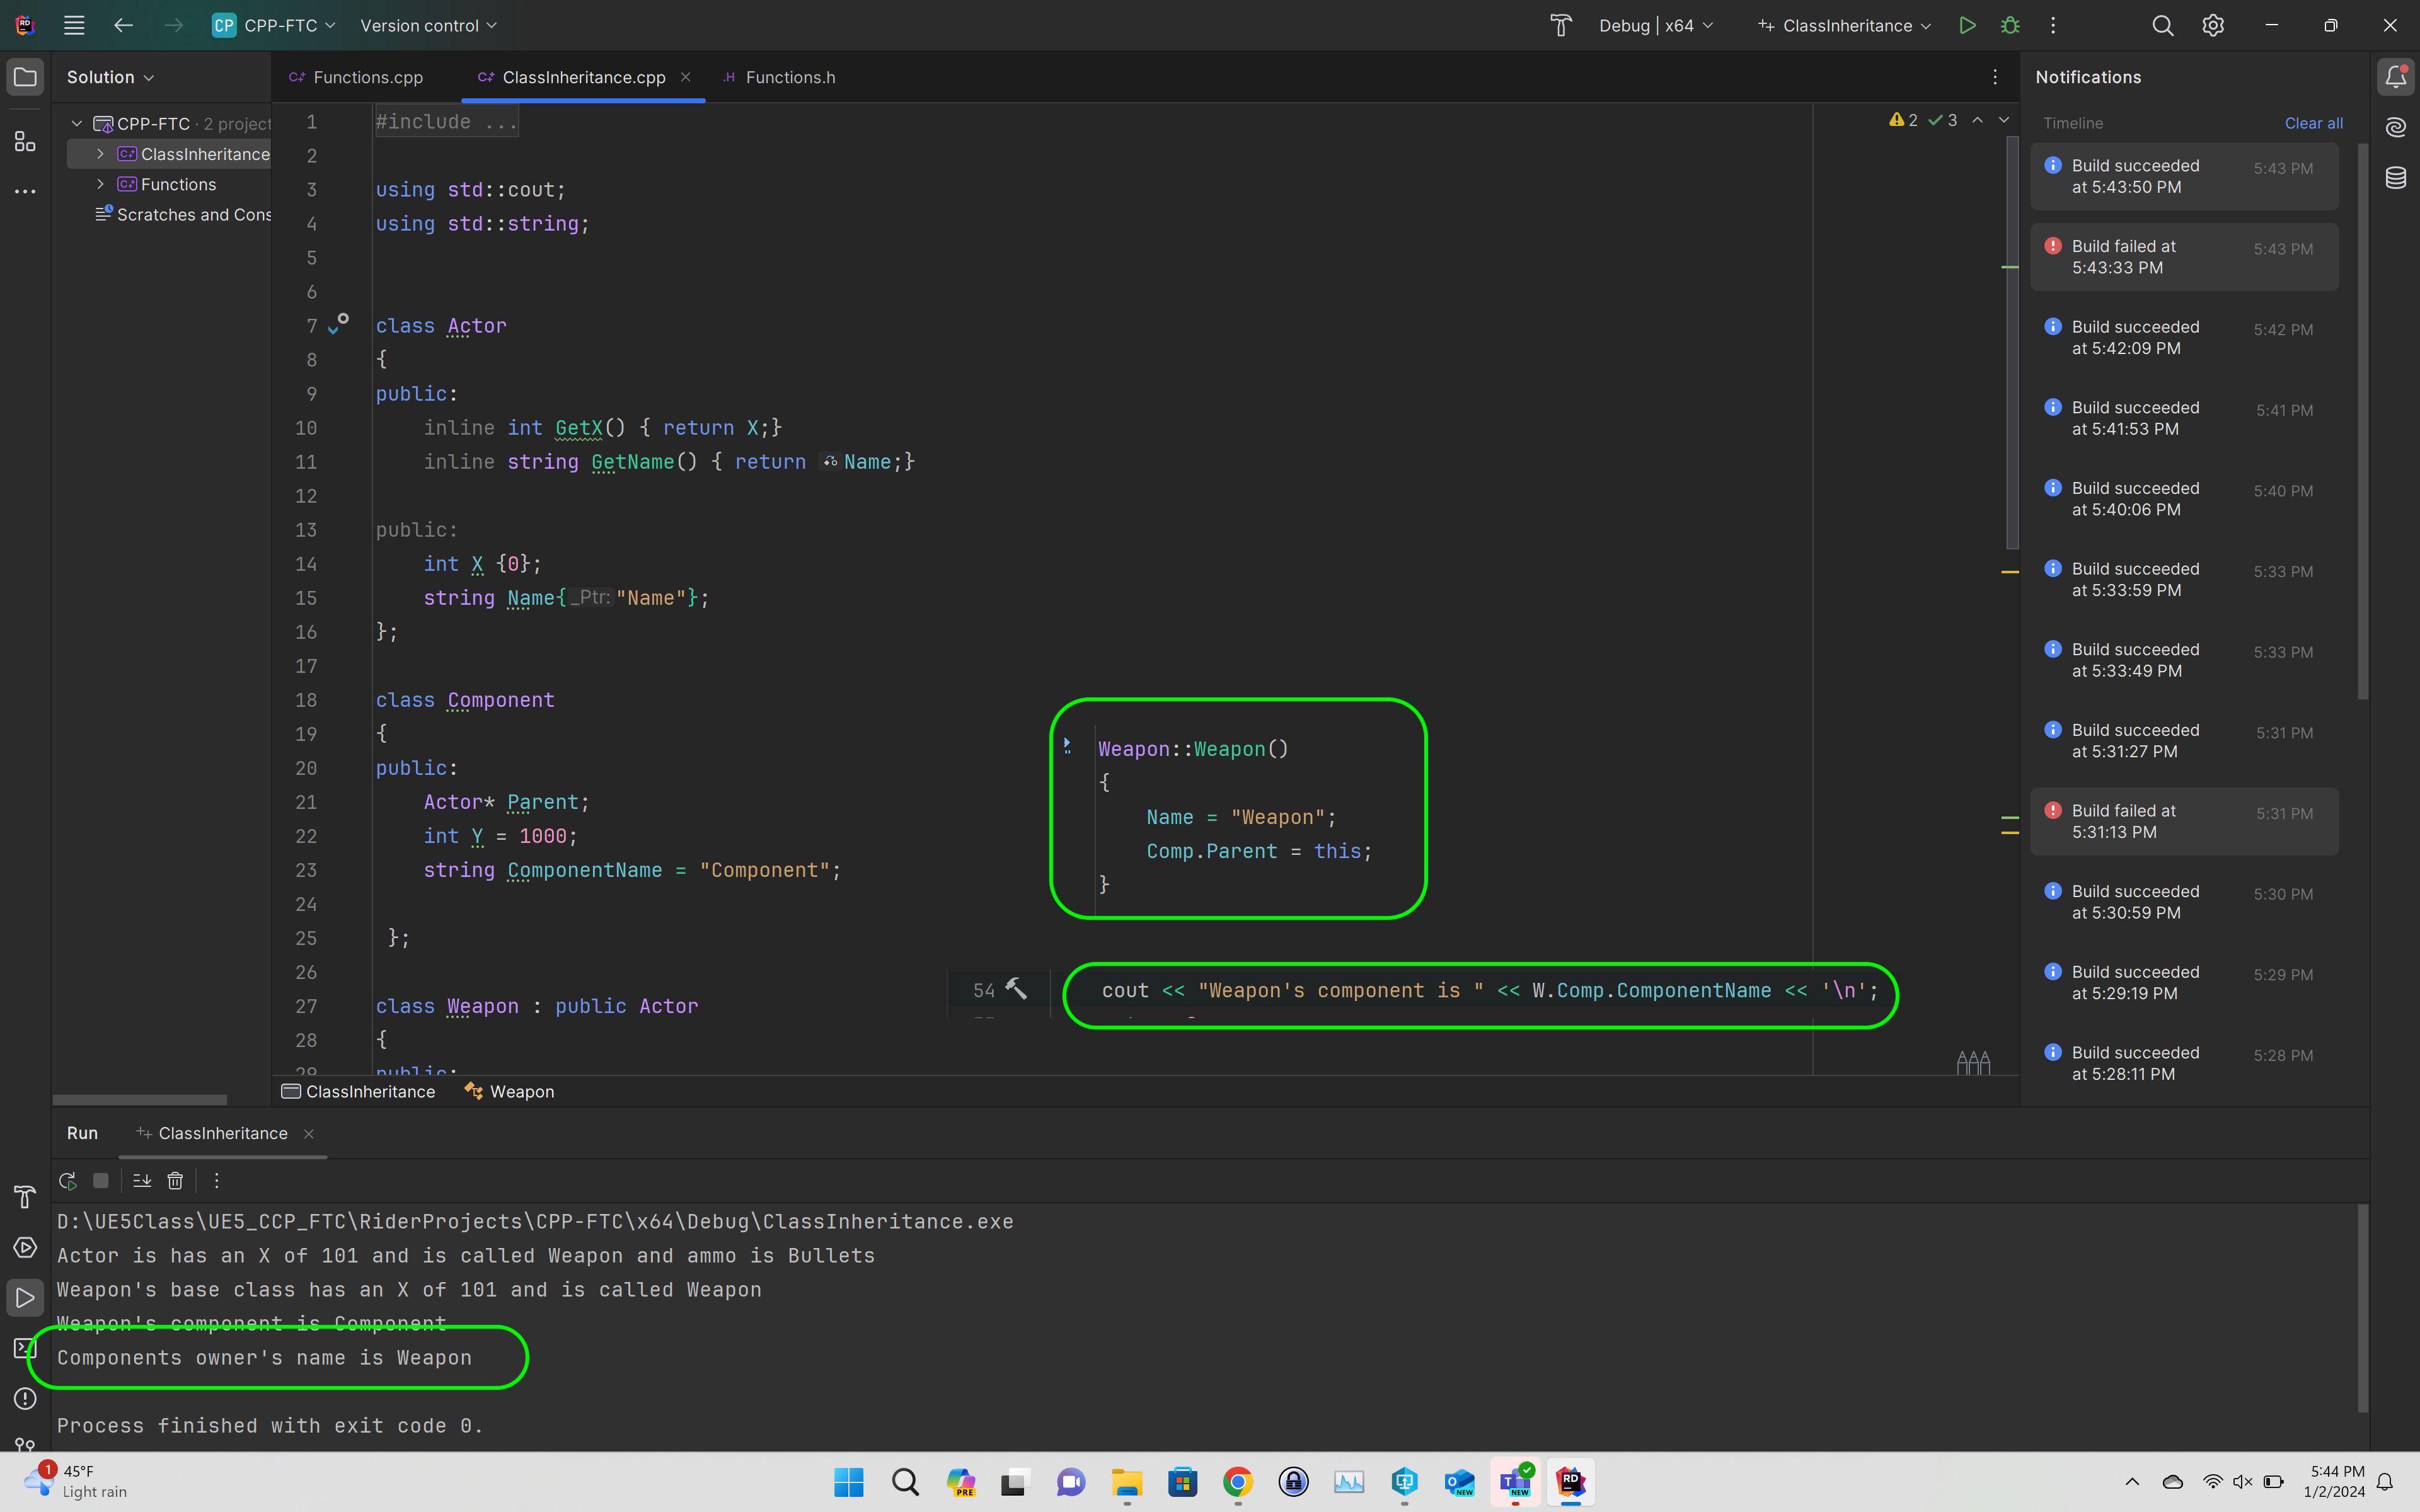 CP CPP-FTC Version control Debug | x64 ClassInheritance
Solution
Functions.cpp ClassInheritance.cpp Functions.h
Notifications
CPP-FTC · 2 project
ClassInheritance
Functions
Scratches and Cons
1 #include ...
2
3 using std::cout;
4 using std::string;
5
6
7 class Actor
8 {
9 public:
10 inline int GetX() { return X;}
11 inline string GetName() { return Name;}
12
13 public:
14 int X {0};
15 string Name{_Ptr:"Name"};
16 };
17
18 class Component
19 {
20 public:
21 Actor* Parent;
22 int Y = 1000;
23 string ComponentName = "Component";
24
25 };
26
27 class Weapon : public Actor
28 {
29 public:
2 3
Weapon::Weapon()
{
Name = "Weapon";
Comp.Parent = this;
}
54 cout << "Weapon's component is " << W.Comp.ComponentName << '\n';
Timeline Clear all
Build succeeded 5:43 PM
at 5:43:50 PM
Build failed at 5:43 PM
5:43:33 PM
Build succeeded 5:42 PM
at 5:42:09 PM
Build succeeded 5:41 PM
at 5:41:53 PM
Build succeeded 5:40 PM
at 5:40:06 PM
Build succeeded 5:33 PM
at 5:33:59 PM
Build succeeded 5:33 PM
at 5:33:49 PM
Build succeeded 5:31 PM
at 5:31:27 PM
Build failed at 5:31 PM
5:31:13 PM
Build succeeded 5:30 PM
at 5:30:59 PM
Build succeeded 5:29 PM
at 5:29:19 PM
Build succeeded 5:28 PM
at 5:28:11 PM
ClassInheritance Weapon
Run ClassInheritance
D:\UE5Class\UE5_CCP_FTC\RiderProjects\CPP-FTC\x64\Debug\ClassInheritance.exe
Actor is has an X of 101 and is called Weapon and ammo is Bullets
Weapon's base class has an X of 101 and is called Weapon
Weapon's component is Component
Components owner's name is Weapon
Process finished with exit code 0.
1 45°F
Light rain
PRE
NEW
NEW
RD
5:44 PM
1/2/2024